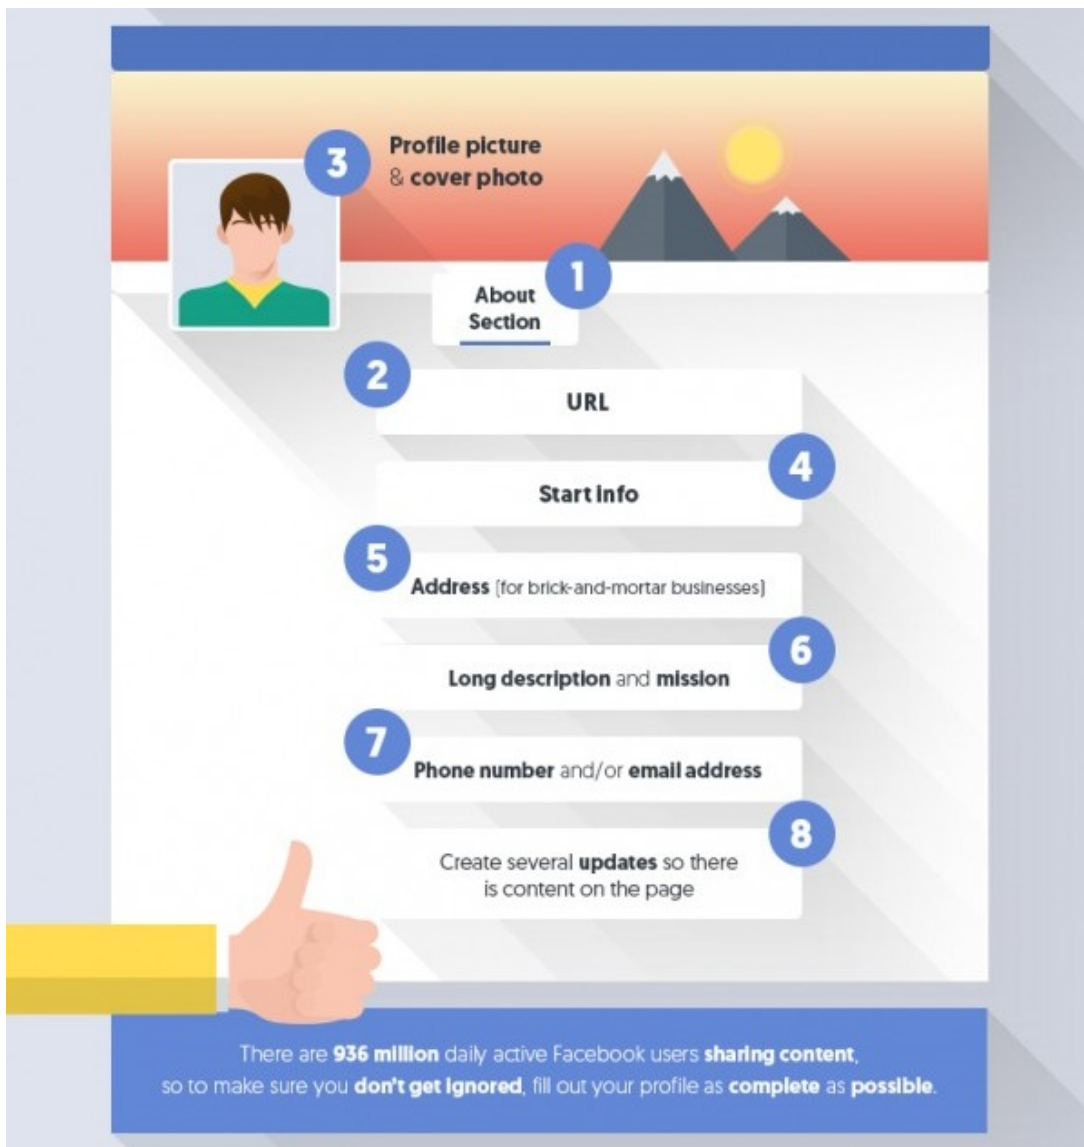 3
Profile picture
& cover photo
1
About
Section
2
URL
4
Start info
5
Address (for brick-and-mortar businesses)
6
Long description and mission
7
Phone number and/or email address
8
Create several updates so there
is content on the page
There are 936 million daily active Facebook users sharing content,
so to make sure you don't get ignored, fill out your profile as complete as possible.